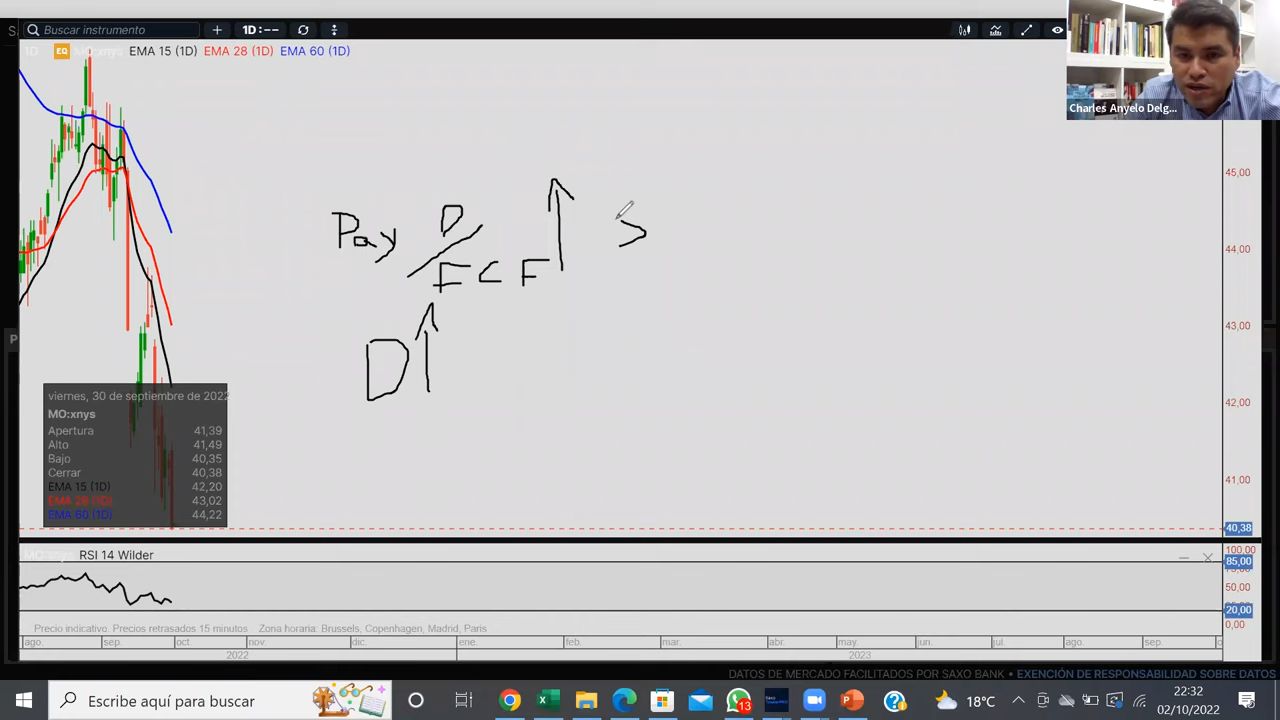 Buscar instrumento
1D:--
1D EQ MO:xnys EMA 15 (1D) EMA 28 (1D) EMA 60 (1D)
Charles Anyelo Delg...
45,00
44,00
43,00
42,00
41,00
40,38
Pay D
FCF
D
viernes, 30 de septiembre de 2022
MO:xnys
Apertura 41,39
Alto 41,49
Bajo 40,35
Cerrar 40,38
EMA 15 (1D) 42,20
EMA 28 (1D) 43,02
EMA 60 (1D) 44,22
MO:xnys RSI 14 Wilder
100,00
85,00
50,00
20,00
0,00
Precio indicativo. Precios retrasados 15 minutos Zona horaria: Brussels, Copenhagen, Madrid, Paris
ago. sep. oct nov. dic. ene. feb. mar. abr. may. jun. jul. ago. sep.
2022 2023
DATOS DE MERCADO FACILITADOS POR SAXO BANK • EXENCIÓN DE RESPONSABILIDAD SOBRE DATOS
Escribe aquí para buscar
13
18°C
22:32
02/10/2022